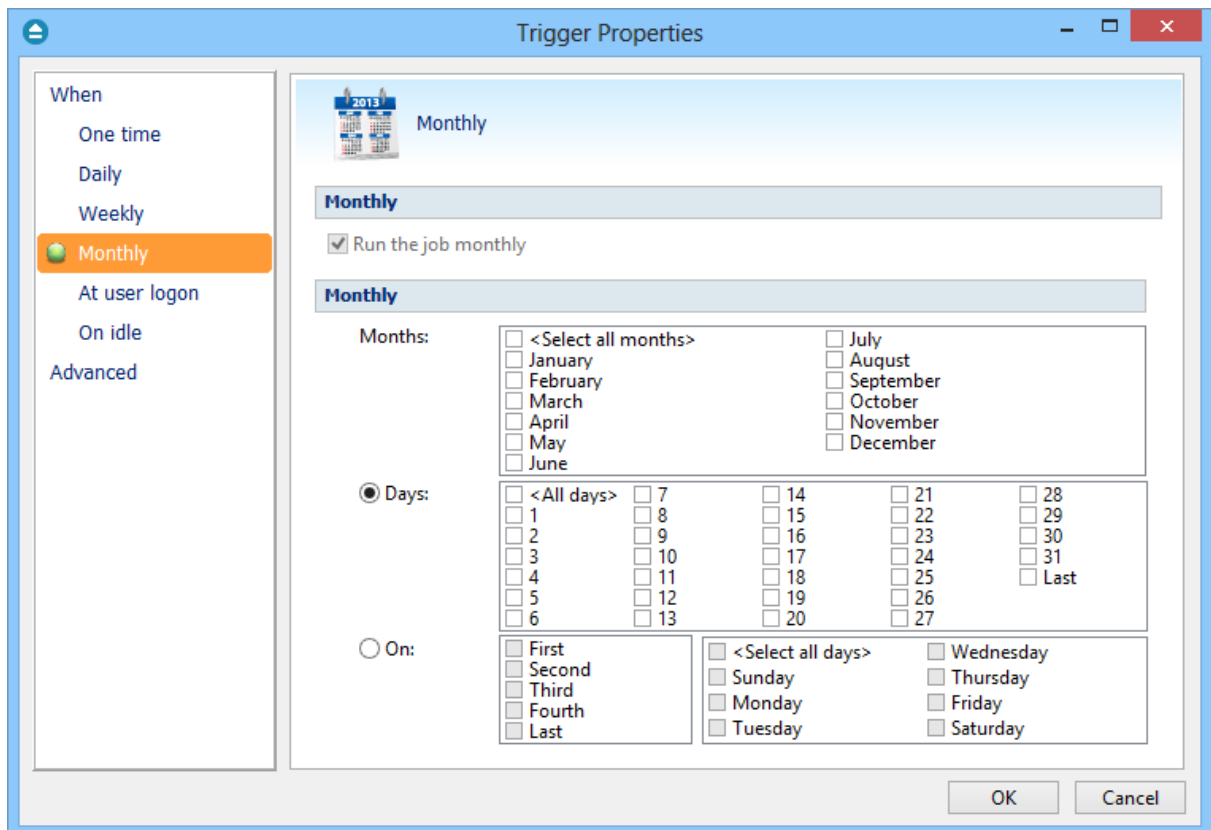 Trigger Properties
When
One time
Daily
Weekly
Monthly
At user logon
On idle
Advanced
2013
Monthly
Monthly
Run the job monthly
Monthly
Months:
<Select all months>
January
February
March
April
May
June
July
August
September
October
November
December
Days:
<All days>
1
2
3
4
5
6
7
8
9
10
11
12
13
14
15
16
17
18
19
20
21
22
23
24
25
26
27
28
29
30
31
Last
On:
First
Second
Third
Fourth
Last
<Select all days>
Sunday
Monday
Tuesday
Wednesday
Thursday
Friday
Saturday
OK
Cancel